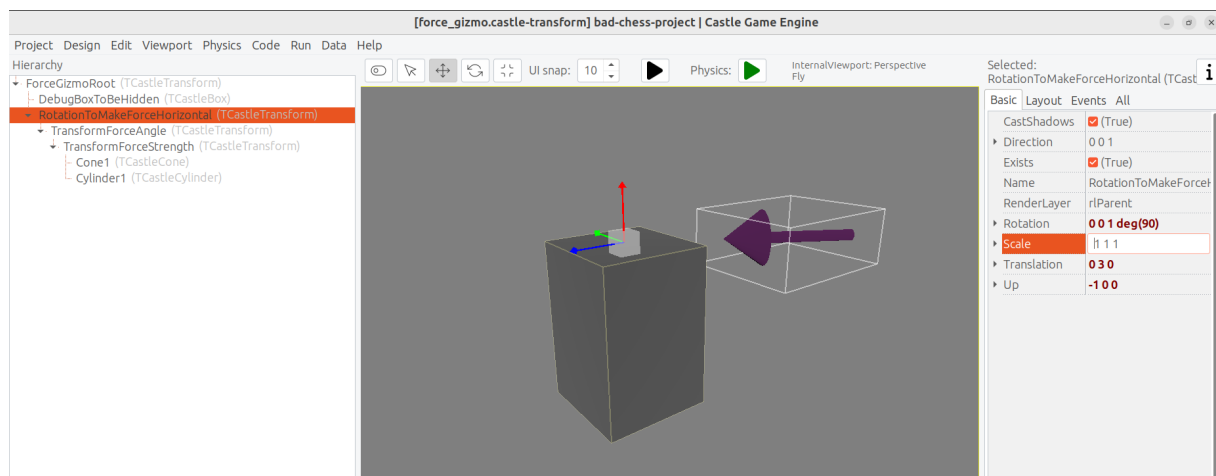 [force_gizmo.castle-transform] bad-chess-project | Castle Game Engine
Project Design Edit Viewport Physics Code Run Data Help
Hierarchy
ForceGizmoRoot (TCastleTransform)
DebugBoxToBeHidden (TCastleBox)
RotationToMakeForceHorizontal (TCastleTransform)
TransformForceAngle (TCastleTransform)
TransformForceStrength (TCastleTransform)
Cone1 (TCastleCone)
Cylinder1 (TCastleCylinder)
UI snap: 10
Physics:
InternalViewport: Perspective
Fly
Selected:
RotationToMakeForceHorizontal (TCast
i
Basic Layout Events All
CastShadows (True)
Direction 0 0 1
Exists (True)
Name RotationToMakeForceH
RenderLayer rlParent
Rotation 0 0 1 deg(90)
Scale 1 1 1
Translation 0 3 0
Up -1 0 0